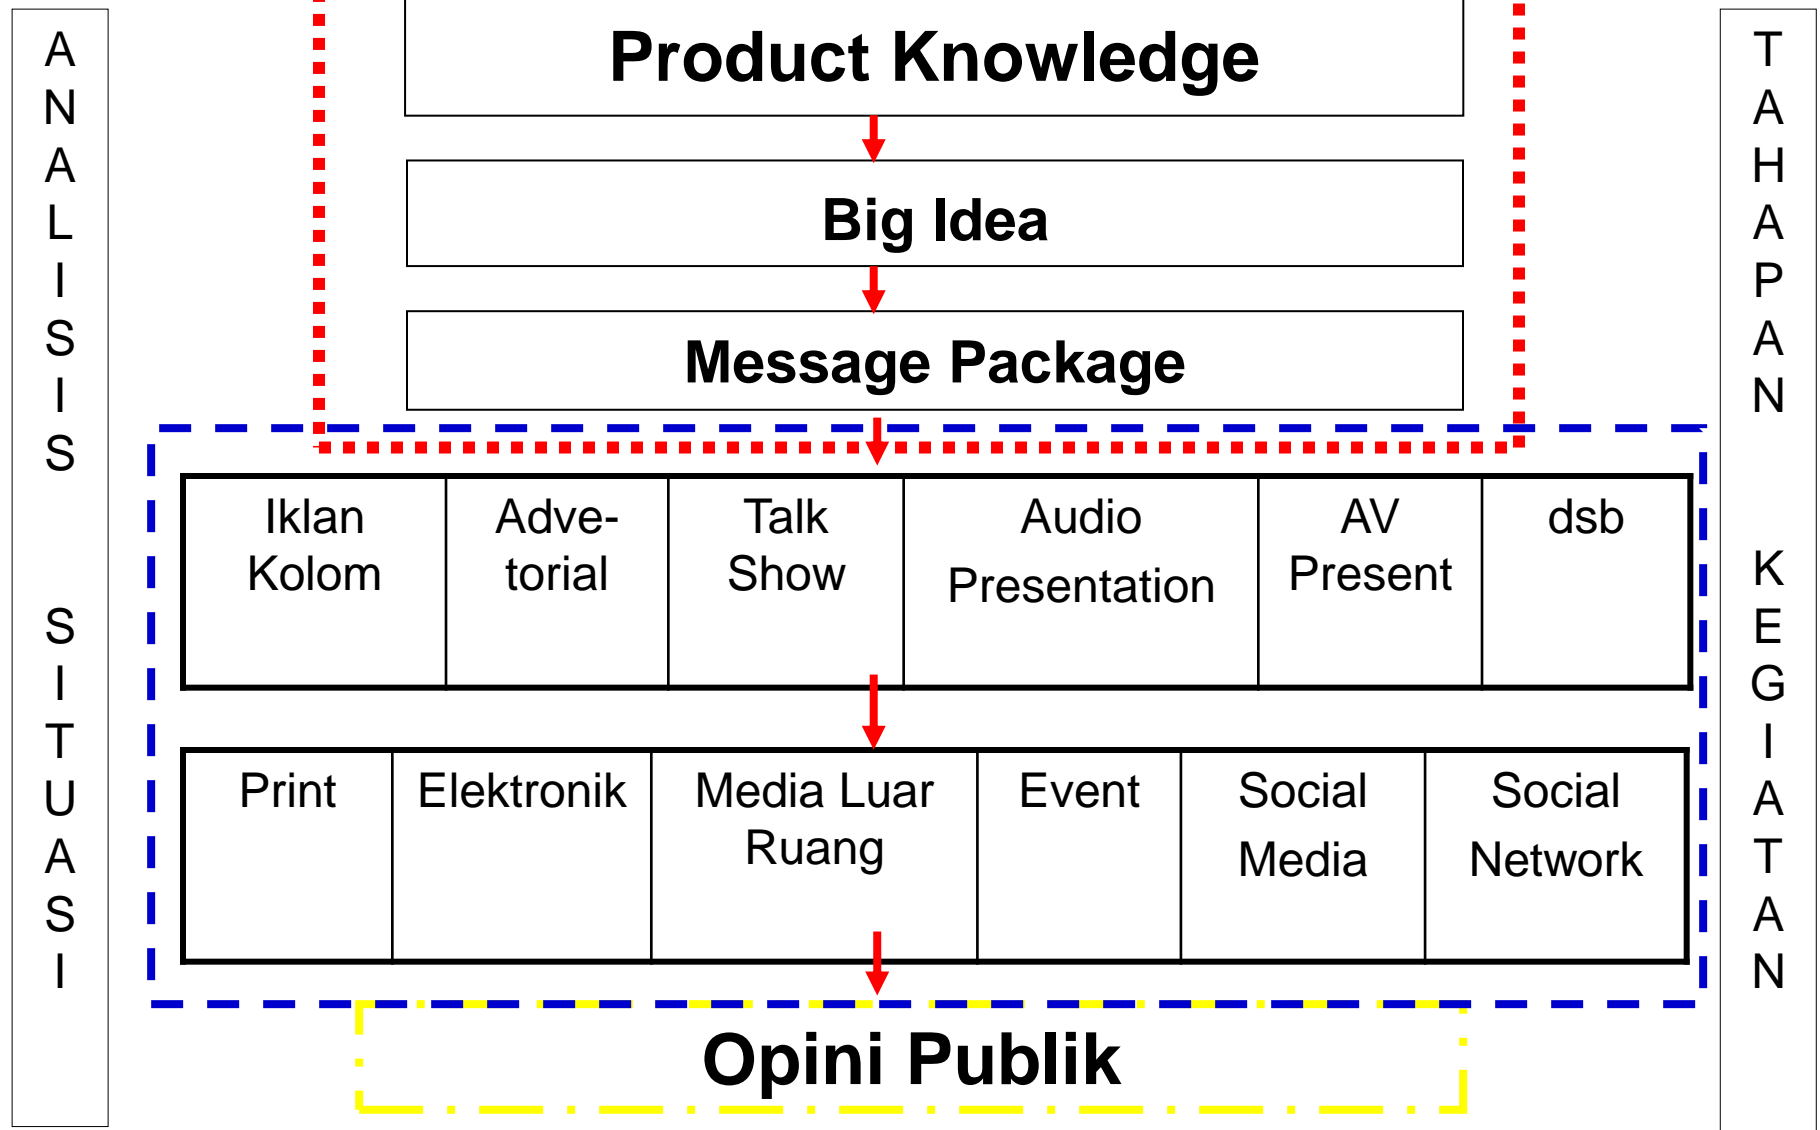 ANALISIS SITUASI
Product Knowledge
Big Idea
Message Package
Iklan
Kolom
Adve-
torial
Talk
Show
Audio
Presentation
AV
Present
dsb
Print
Elektronik
Media Luar
Ruang
Event
Social
Media
Social
Network
Opini Publik
TAHAPAN KEGIATAN